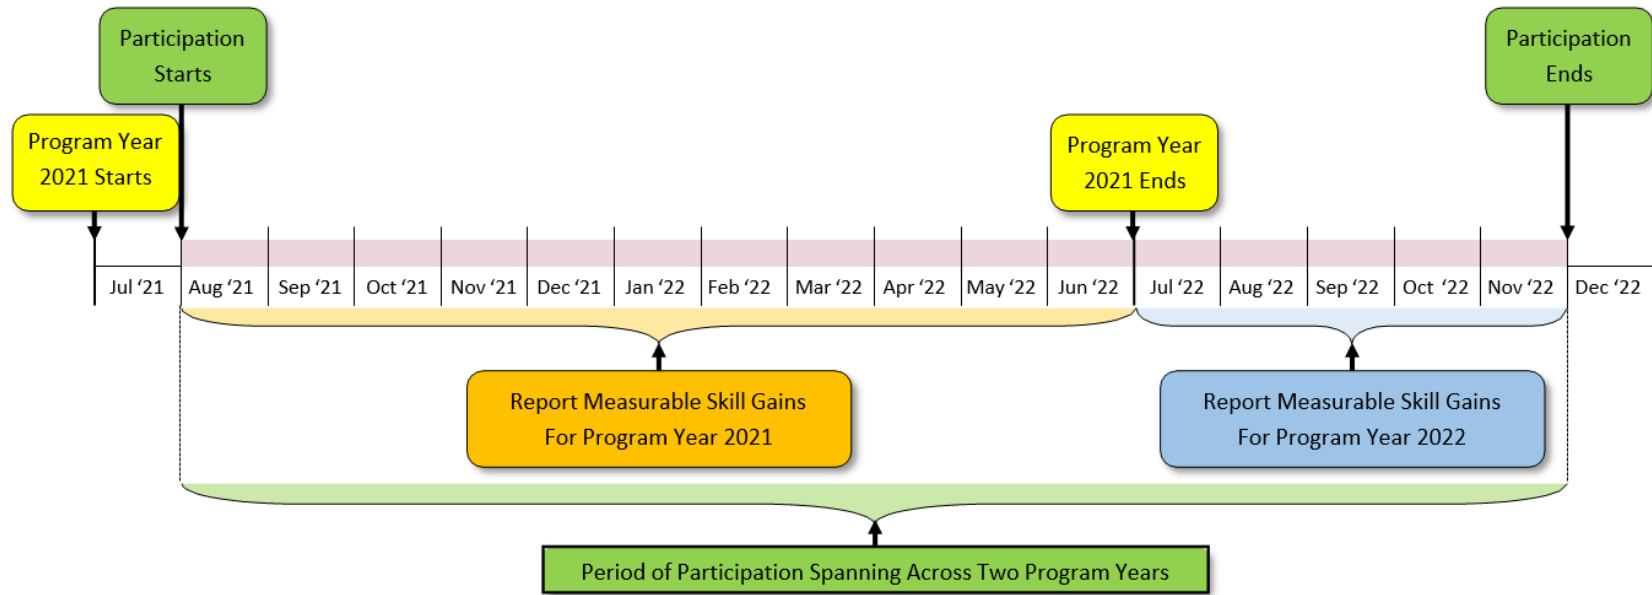 Participation
Starts
Participation
Ends
Program Year
2021 Starts
Program Year
2021 Ends
Jul ‘21 Aug ‘21 Sep ‘21 Oct ‘21 Nov ‘21 Dec ‘21 Jan ‘22 Feb ‘22 Mar ‘22 Apr ‘22 May ‘22 Jun ‘22 Jul ‘22 Aug ‘22 Sep ‘22 Oct ‘22 Nov ‘22 Dec ‘22
Report Measurable Skill Gains
For Program Year 2021
Report Measurable Skill Gains
For Program Year 2022
Period of Participation Spanning Across Two Program Years